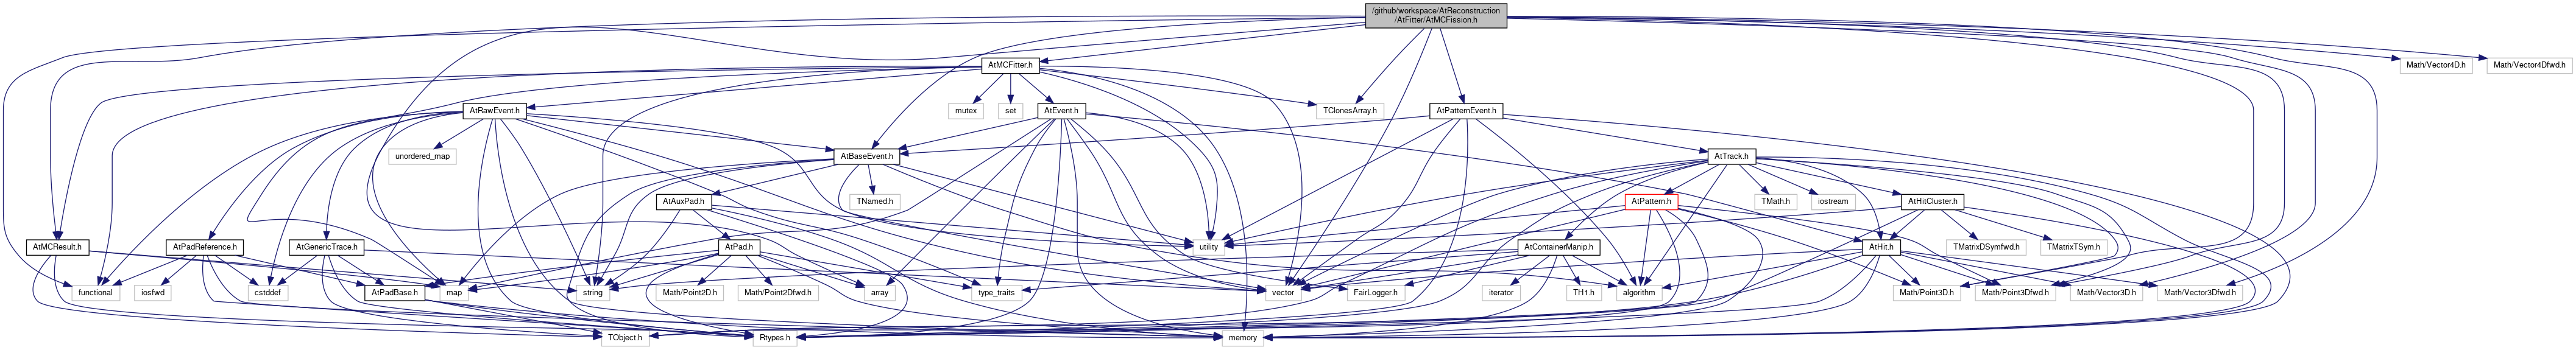 /github/workspace/AtReconstruction
/AtFitter/AtMCFission.h
AtMCFitter.h
Math/Vector4D.h
Math/Vector4Dfwd.h
AtRawEvent.h
mutex
set
AtEvent.h
TClonesArray.h
AtPatternEvent.h
unordered_map
AtBaseEvent.h
AtTrack.h
AtAuxPad.h
TNamed.h
AtPattern.h
TMath.h
iostream
AtHitCluster.h
AtMCResult.h
AtPadReference.h
AtGenericTrace.h
AtPad.h
utility
AtContainerManip.h
AtHit.h
TMatrixDSymfwd.h
TMatrixTSym.h
functional
iosfwd
cstddef
AtPadBase.h
map
string
Math/Point2D.h
Math/Point2Dfwd.h
array
type_traits
vector
FairLogger.h
iterator
TH1.h
algorithm
Math/Point3D.h
Math/Point3Dfwd.h
Math/Vector3D.h
Math/Vector3Dfwd.h
TObject.h
Rtypes.h
memory